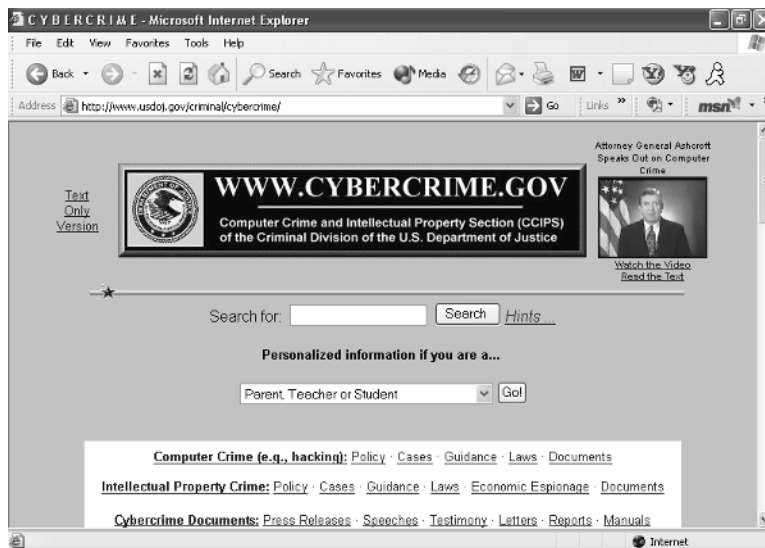 C Y B E R C R I M E - Microsoft Internet Explorer
File Edit View Favorites Tools Help
Back Search Favorites Media
Address http://www.usdoj.gov/criminal/cybercrime/ Go Links » msn
Attorney General Ashcroft
Speaks Out on Computer
Crime
Text
Only
Version
WWW.CYBERCRIME.GOV
Computer Crime and Intellectual Property Section (CCIPS)
of the Criminal Division of the U.S. Department of Justice
Watch the Video
Read the Text
Search for: Search Hints ...
Personalized information if you are a...
Parent, Teacher or Student Go!
Computer Crime (e.g., hacking): Policy · Cases · Guidance · Laws · Documents
Intellectual Property Crime: Policy · Cases · Guidance · Laws · Economic Espionage · Documents
Cybercrime Documents: Press Releases · Speeches · Testimony · Letters · Reports · Manuals
Internet